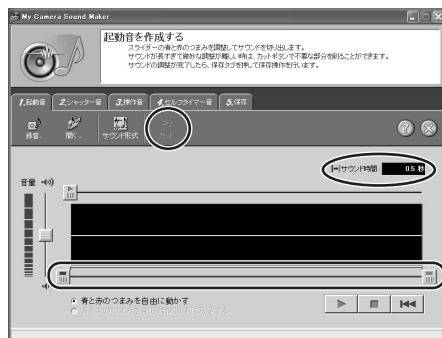 My Camera Sound Maker
起動音を作成する
スライダーの青と赤のつまみを調整してサウンドを切り出します。
サウンドが長すぎて微妙な調整が難しい時は、カットボタンで不要な部分を削ることができます。
サウンドの調整が完了したら、保存タブを押して保存操作を行います。
1.起動音 2.シャッター音 3.操作音 4.セルフタイマー音 5.保存
録音... 開く... サウンド形式 カット
サウンド時間: 0.5 秒
音量
青と赤のつまみを自由に動かす